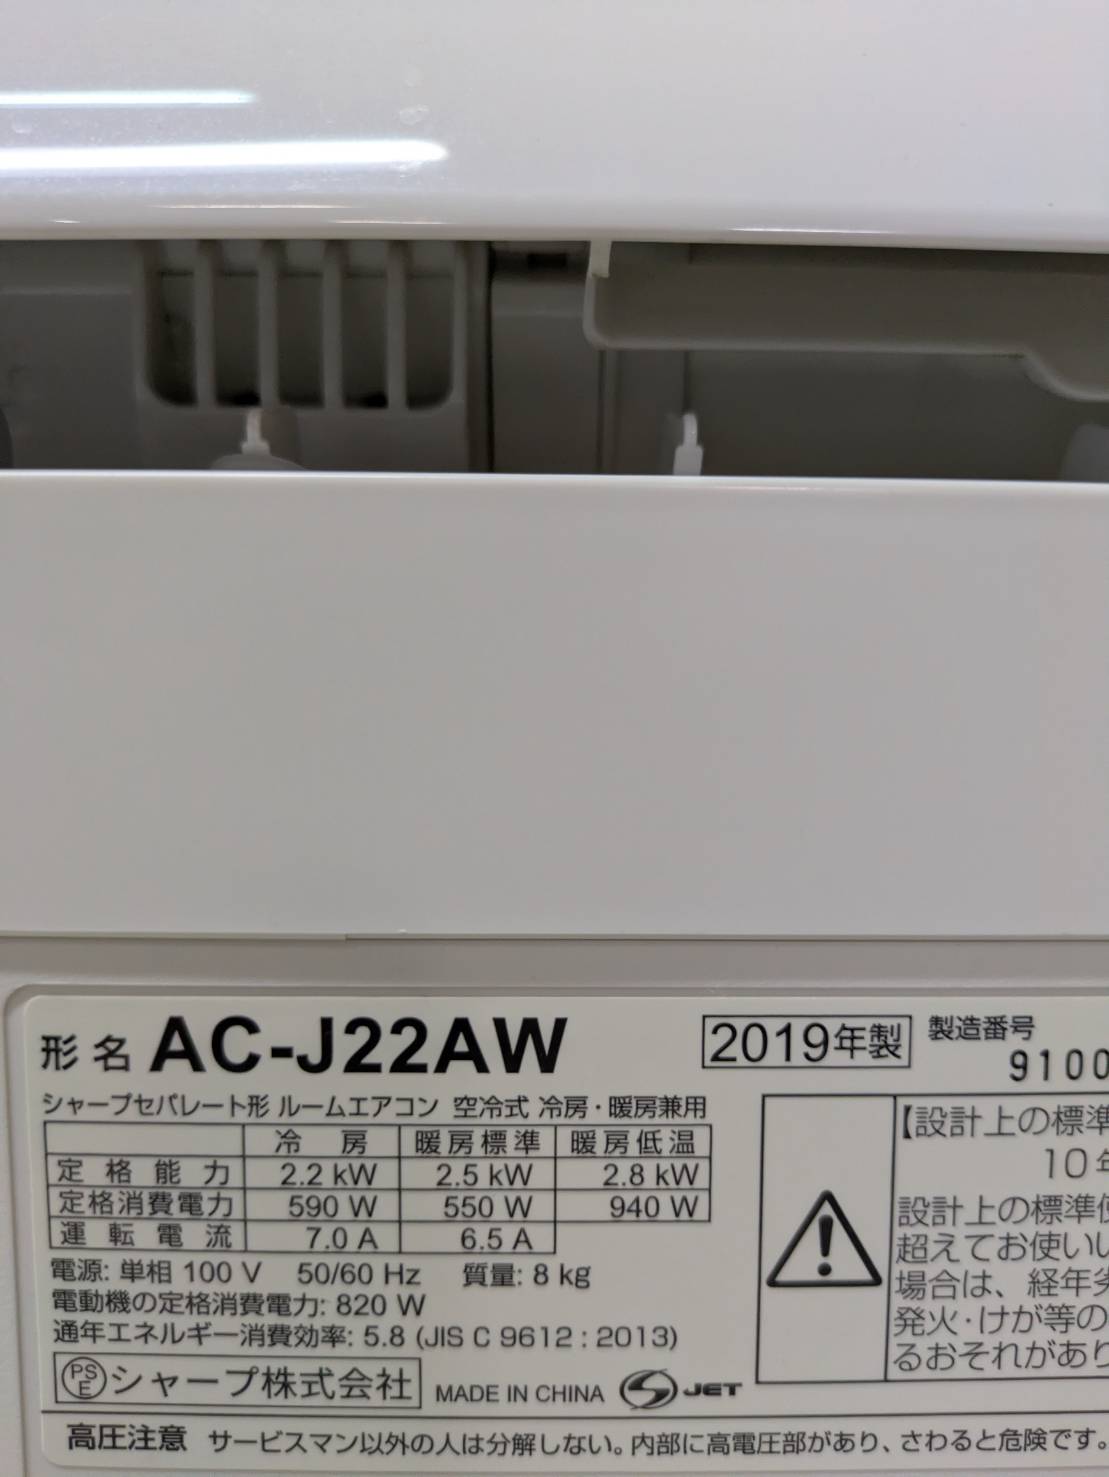 形名 AC-J22AW 2019年製 製造番号
9100
シャープセパレート形 ルームエアコン 空冷式 冷房・暖房兼用
冷房 暖房標準 暖房低温
定格能力 2.2 kW 2.5 kW 2.8 kW
定格消費電力 590 W 550 W 940 W
運転電流 7.0 A 6.5 A
電源: 単相 100 V 50/60 Hz 質量: 8 kg
電動機の定格消費電力: 820 W
通年エネルギー消費効率: 5.8 (JIS C 9612 : 2013)
PSE シャープ株式会社 MADE IN CHINA S JET
【設計上の標準
10年
設計上の標準使
超えてお使いい
場合は、経年劣
発火・けが等の
るおそれがあり
高圧注意 サービスマン以外の人は分解しない。内部に高電圧部があり、さわると危険です。